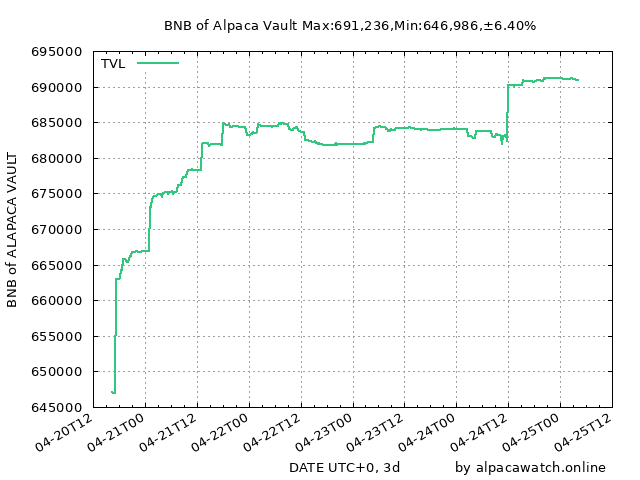 BNB of Alpaca Vault Max:691,236,Min:646,986,±6.40%
TVL
695000
690000
685000
680000
675000
670000
665000
660000
655000
650000
645000
BNB of ALAPACA VAULT
04-20T12
04-21T00
04-21T12
04-22T00
04-22T12
04-23T00
04-23T12
04-24T00
04-24T12
04-25T00
04-25T12
DATE UTC+0, 3d
by alpacawatch.online